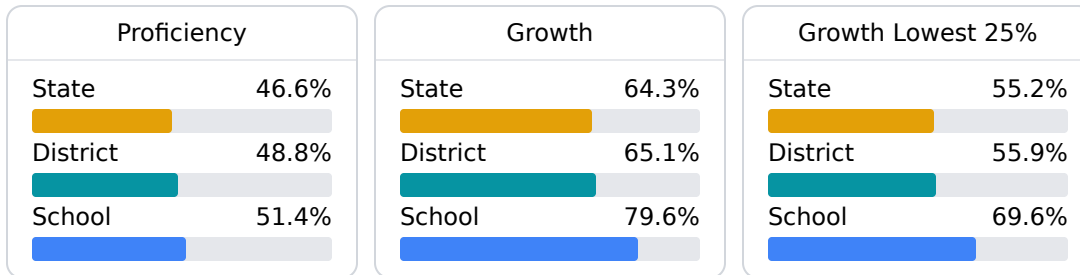 Proficiency
State 46.6%
District 48.8%
School 51.4%
Growth
State 64.3%
District 65.1%
School 79.6%
Growth Lowest 25%
State 55.2%
District 55.9%
School 69.6%